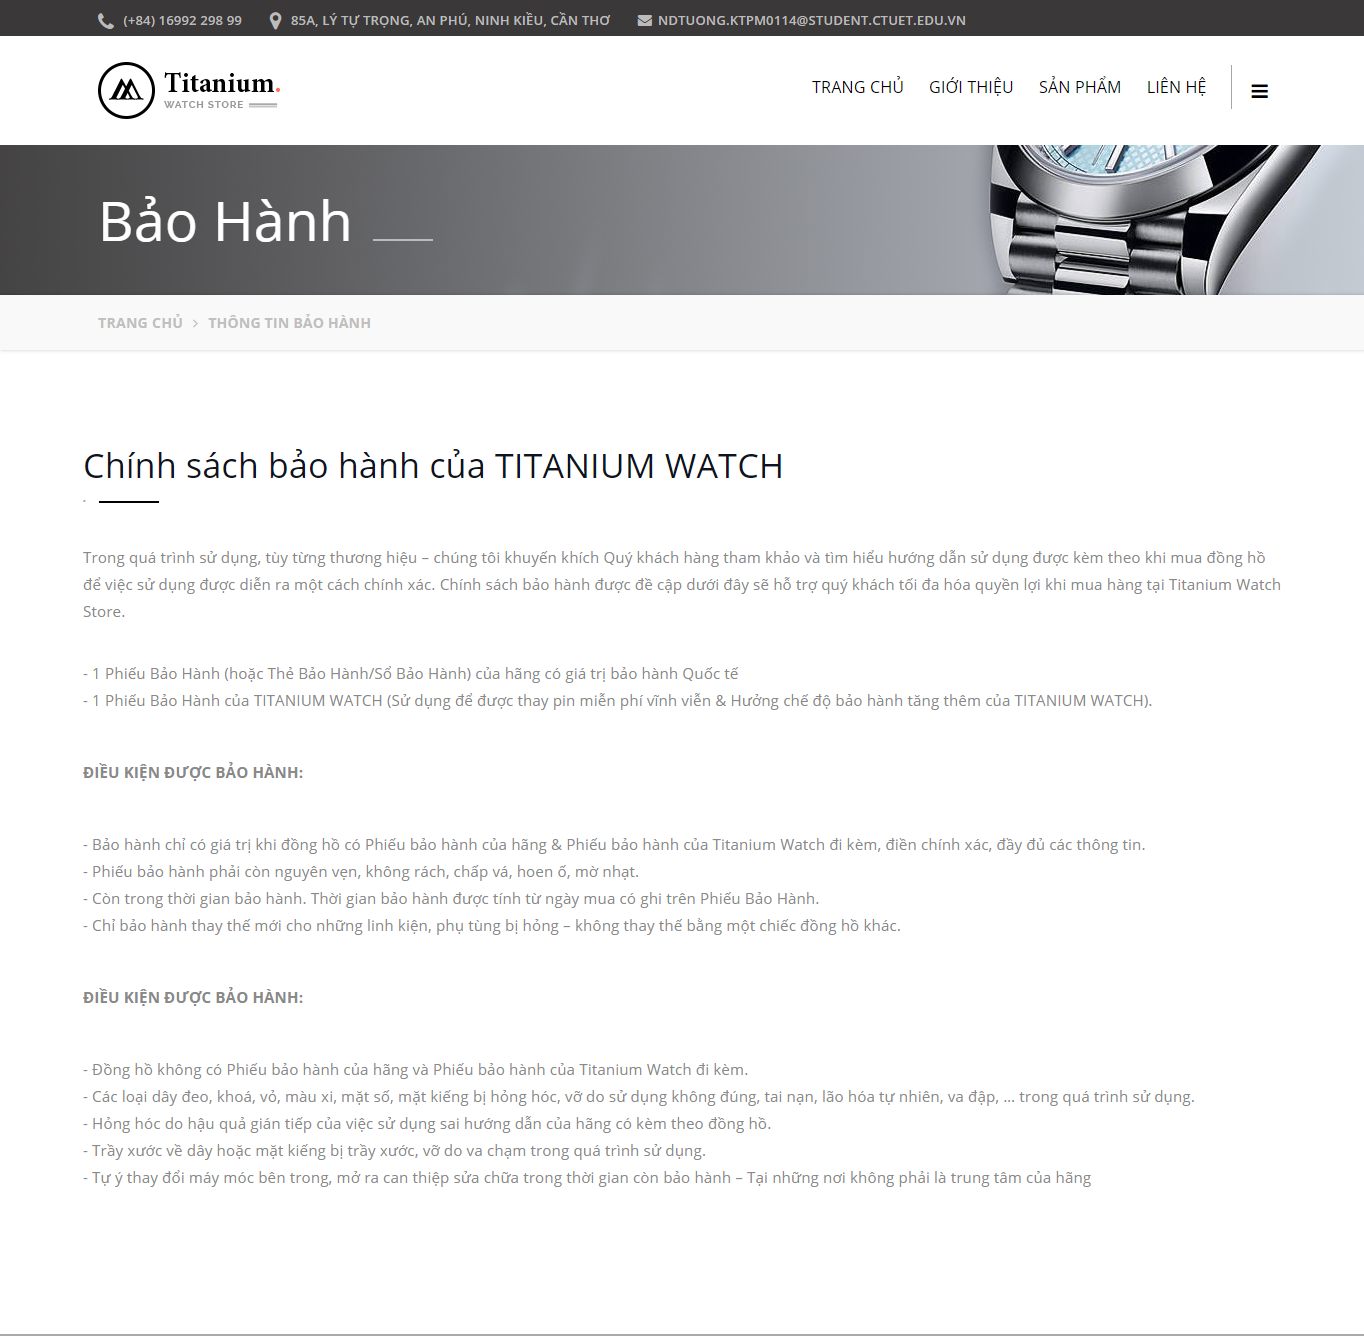 (+84) 16992 298 99 85A, LÝ TỰ TRỌNG, AN PHÚ, NINH KIỀU, CẦN THƠ NDTUONG.KTPM0114@STUDENT.CTUET.EDU.VN
Titanium.
WATCH STORE
TRANG CHỦ GIỚI THIỆU SẢN PHẨM LIÊN HỆ
Bảo Hành
TRANG CHỦ > THÔNG TIN BẢO HÀNH
Chính sách bảo hành của TITANIUM WATCH
Trong quá trình sử dụng, tùy từng thương hiệu – chúng tôi khuyến khích Quý khách hàng tham khảo và tìm hiểu hướng dẫn sử dụng được kèm theo khi mua đồng hồ
để việc sử dụng được diễn ra một cách chính xác. Chính sách bảo hành được đề cập dưới đây sẽ hỗ trợ quý khách tối đa hóa quyền lợi khi mua hàng tại Titanium Watch
Store.
- 1 Phiếu Bảo Hành (hoặc Thẻ Bảo Hành/Sổ Bảo Hành) của hãng có giá trị bảo hành Quốc tế
- 1 Phiếu Bảo Hành của TITANIUM WATCH (Sử dụng để được thay pin miễn phí vĩnh viễn & Hưởng chế độ bảo hành tăng thêm của TITANIUM WATCH).
ĐIỀU KIỆN ĐƯỢC BẢO HÀNH:
- Bảo hành chỉ có giá trị khi đồng hồ có Phiếu bảo hành của hãng & Phiếu bảo hành của Titanium Watch đi kèm, điền chính xác, đầy đủ các thông tin.
- Phiếu bảo hành phải còn nguyên vẹn, không rách, chấp vá, hoen ố, mờ nhạt.
- Còn trong thời gian bảo hành. Thời gian bảo hành được tính từ ngày mua có ghi trên Phiếu Bảo Hành.
- Chỉ bảo hành thay thế mới cho những linh kiện, phụ tùng bị hỏng – không thay thế bằng một chiếc đồng hồ khác.
ĐIỀU KIỆN ĐƯỢC BẢO HÀNH:
- Đồng hồ không có Phiếu bảo hành của hãng và Phiếu bảo hành của Titanium Watch đi kèm.
- Các loại dây đeo, khoá, vỏ, màu xi, mặt số, mặt kiếng bị hỏng hóc, vỡ do sử dụng không đúng, tai nạn, lão hóa tự nhiên, va đập, ... trong quá trình sử dụng.
- Hỏng hóc do hậu quả gián tiếp của việc sử dụng sai hướng dẫn của hãng có kèm theo đồng hồ.
- Trầy xước về dây hoặc mặt kiếng bị trầy xước, vỡ do va chạm trong quá trình sử dụng.
- Tự ý thay đổi máy móc bên trong, mở ra can thiệp sửa chữa trong thời gian còn bảo hành – Tại những nơi không phải là trung tâm của hãng